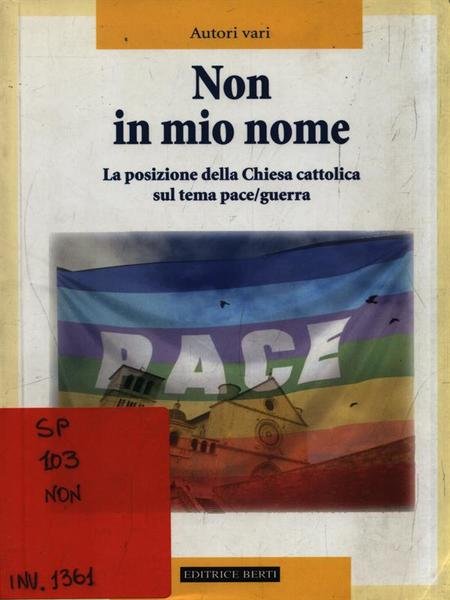 Autori vari
Non
in mio nome
La posizione della Chiesa cattolica
sul tema pace/guerra
PACE
SP
103
NON
INV. 1361
EDITRICE BERTI